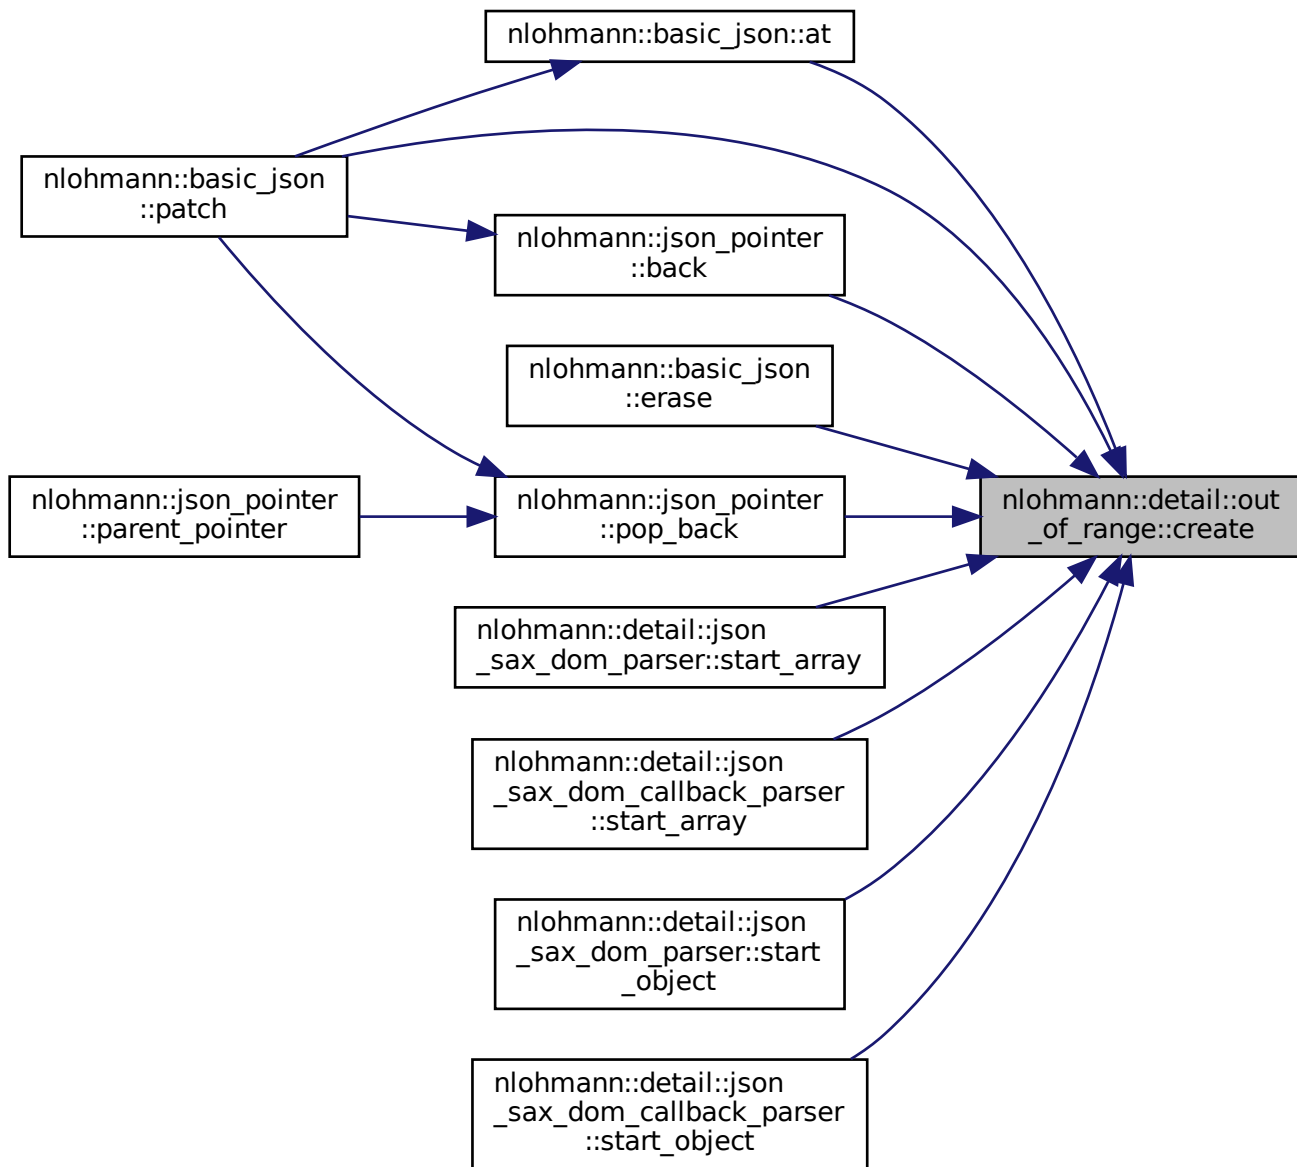 nlohmann::basic_json::at
nlohmann::basic_json
::patch
nlohmann::json_pointer
::back
nlohmann::basic_json
::erase
nlohmann::json_pointer
::parent_pointer
nlohmann::json_pointer
::pop_back
nlohmann::detail::out
_of_range::create
nlohmann::detail::json
_sax_dom_parser::start_array
nlohmann::detail::json
_sax_dom_callback_parser
::start_array
nlohmann::detail::json
_sax_dom_parser::start
_object
nlohmann::detail::json
_sax_dom_callback_parser
::start_object